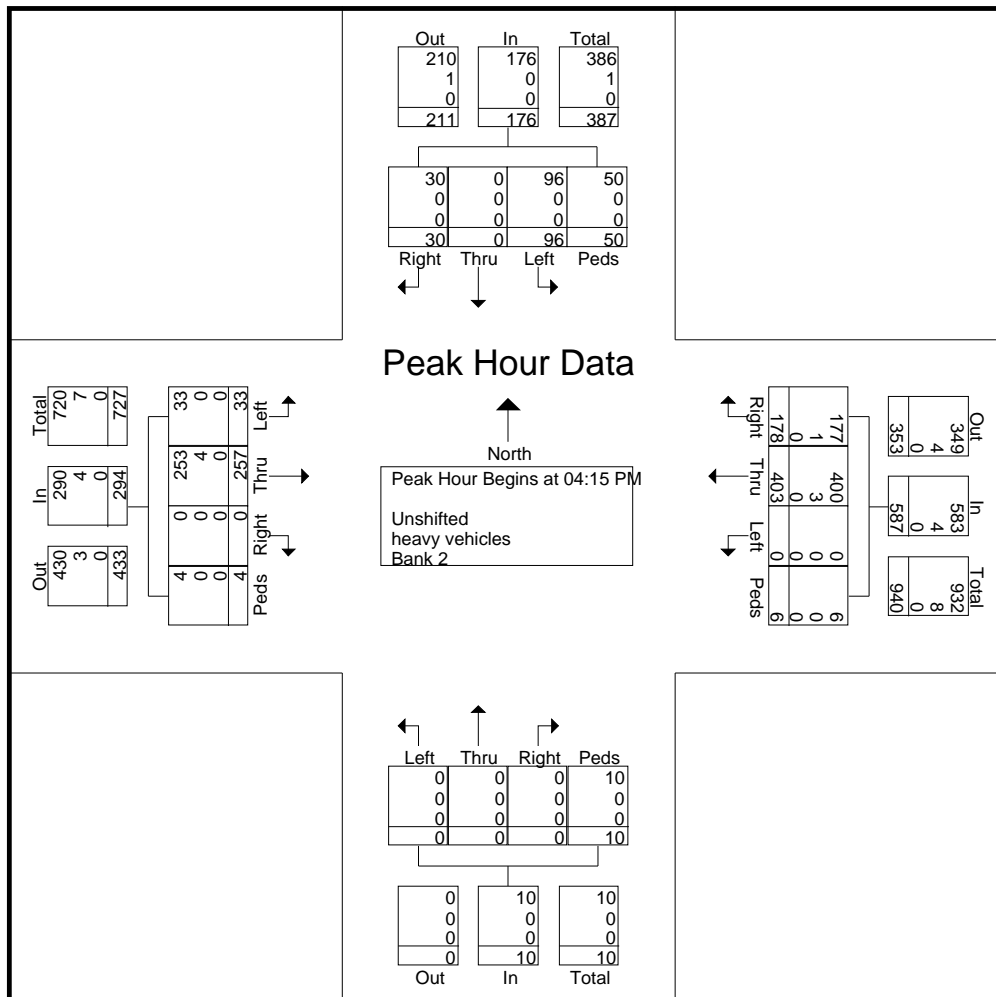 Out In Total
210 176 386
1 0 1
0 0 0
211 176 387
30 0 96 50
0 0 0 0
0 0 0 0
30 0 96 50
Right Thru Left Peds
Peak Hour Data
North
Peak Hour Begins at 04:15 PM
Unshifted
heavy vehicles
Bank 2
Total
720 7 0 727
In
290 4 0 294
Out
430 3 0 433
33 0 0 33
Left
253 4 0 257
Thru
0 0 0 0
Right
4 0 0 4
Peds
Right
177 1 0 178
Thru
400 3 0 403
Left
0 0 0 0
Peds
6 0 0 6
Out
349 4 0 353
In
583 4 0 587
Total
932 8 0 940
Left Thru Right Peds
0 0 0 10
0 0 0 0
0 0 0 0
0 0 0 10
0 10 10
0 0 0
0 0 0
0 10 10
Out In Total